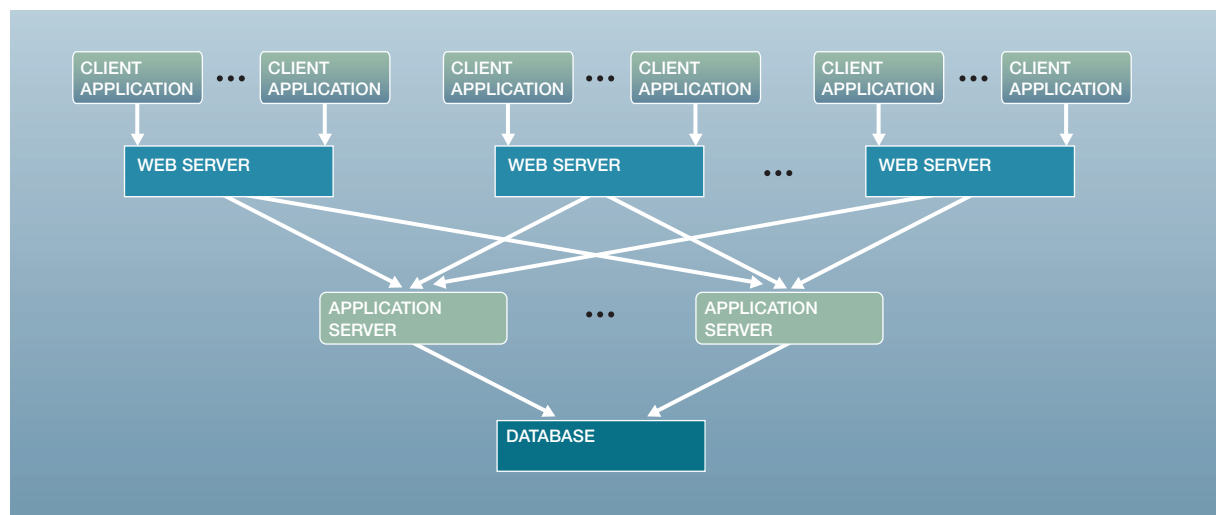 CLIENT
APPLICATION
CLIENT
APPLICATION
CLIENT
APPLICATION
CLIENT
APPLICATION
CLIENT
APPLICATION
CLIENT
APPLICATION
WEB SERVER
WEB SERVER
WEB SERVER
APPLICATION
SERVER
APPLICATION
SERVER
DATABASE